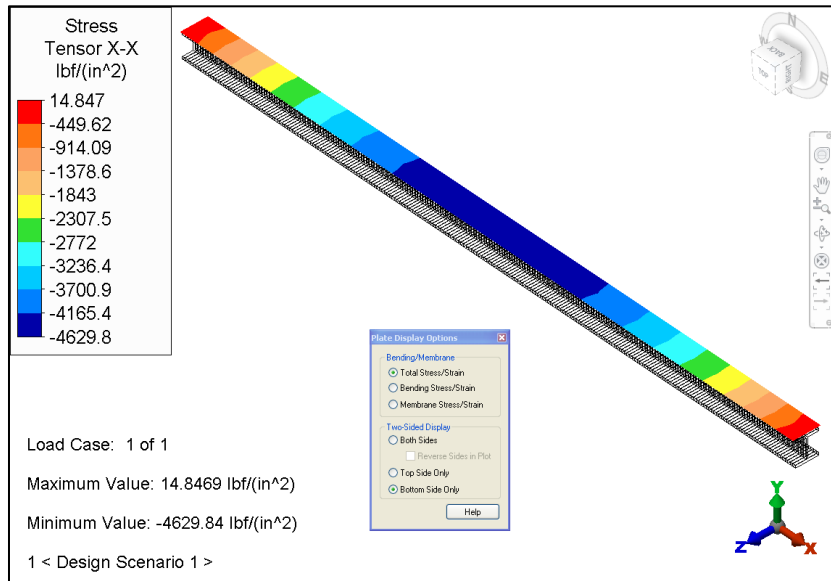 Stress
Tensor X-X
lbf/(in^2)
14.847
-449.62
-914.09
-1378.6
-1843
-2307.5
-2772
-3236.4
-3700.9
-4165.4
-4629.8
N
E
BACK
TOP
RIGHT
Plate Display Options
Bending/Membrane
Total Stress/Strain
Bending Stress/Strain
Membrane Stress/Strain
Two-Sided Display
Both Sides
Reverse Sides in Plot
Top Side Only
Bottom Side Only
Help
Load Case: 1 of 1
Maximum Value: 14.8469 lbf/(in^2)
Minimum Value: -4629.84 lbf/(in^2)
1 < Design Scenario 1 >
Y
Z
X